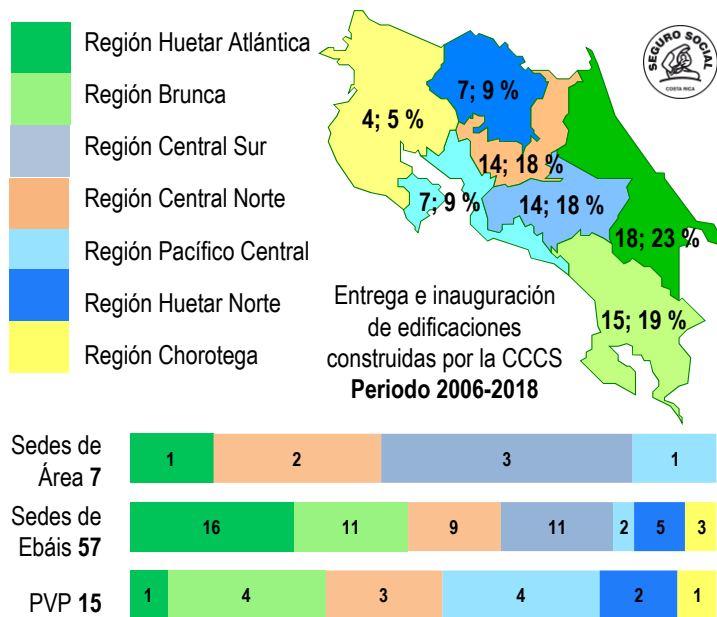 Región Huetar Atlántica
Región Brunca
Región Central Sur
Región Central Norte
Región Pacífico Central
Región Huetar Norte
Región Chorotega
SEGURO SOCIAL
COSTA RICA
7; 9 %
4; 5 %
14; 18 %
7; 9 %
14; 18 %
18; 23 %
15; 19 %
Entrega e inauguración
de edificaciones
construidas por la CCCS
Periodo 2006-2018
Sedes de
Área 7
1 2 3 1
Sedes de
Ebáis 57
16 11 9 11 2 5 3
PVP 15
1 4 3 4 2 1